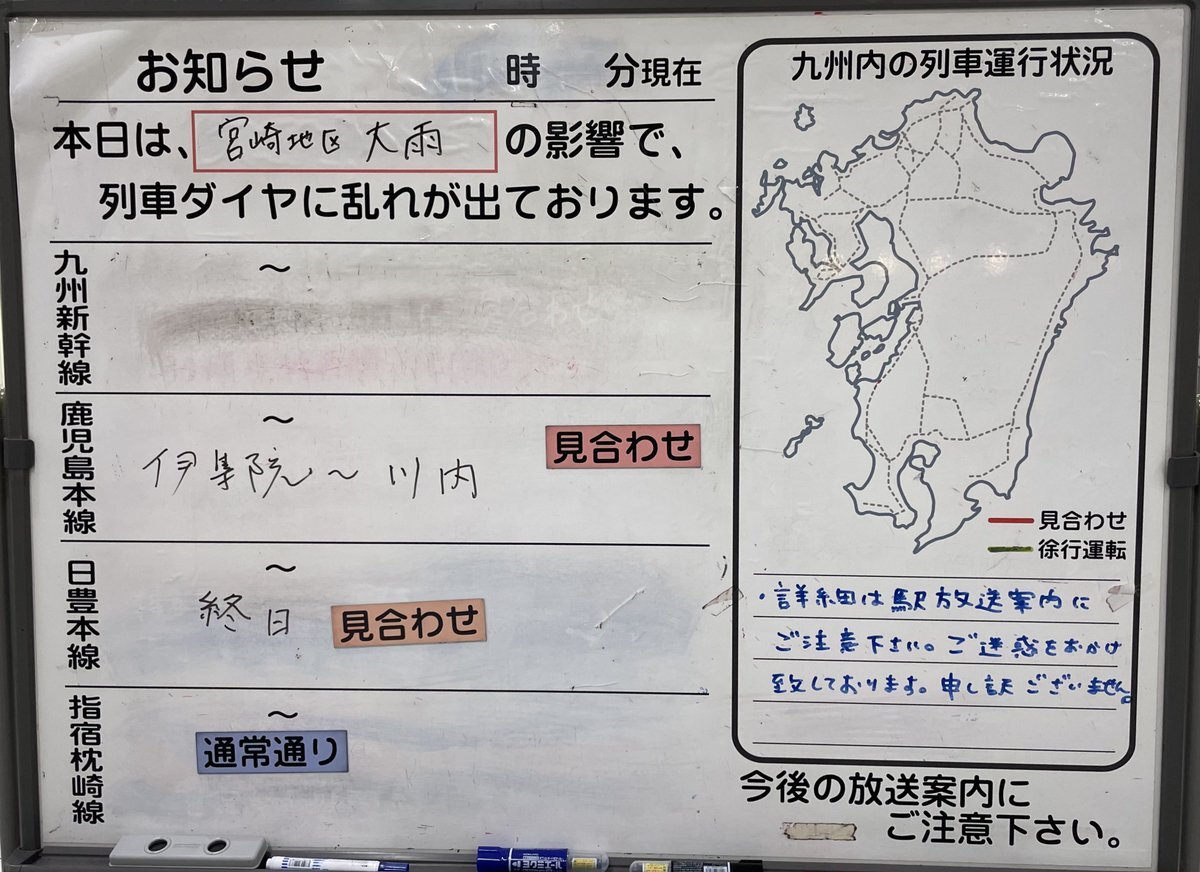 お知らせ 時 分現在
本日は、宮崎地区 大雨 の影響で、
列車ダイヤに乱れが出ております。
九州新幹線
～
鹿児島本線
～
伊集院～川内
見合わせ
日豊本線
～
終日
見合わせ
指宿枕崎線
～
通常通り
九州内の列車運行状況
見合わせ
徐行運転
・詳細は駅放送案内に
ご注意下さい。ご迷惑をおかけ
致しております。申し訳ございません。
今後の放送案内に
ご注意下さい。